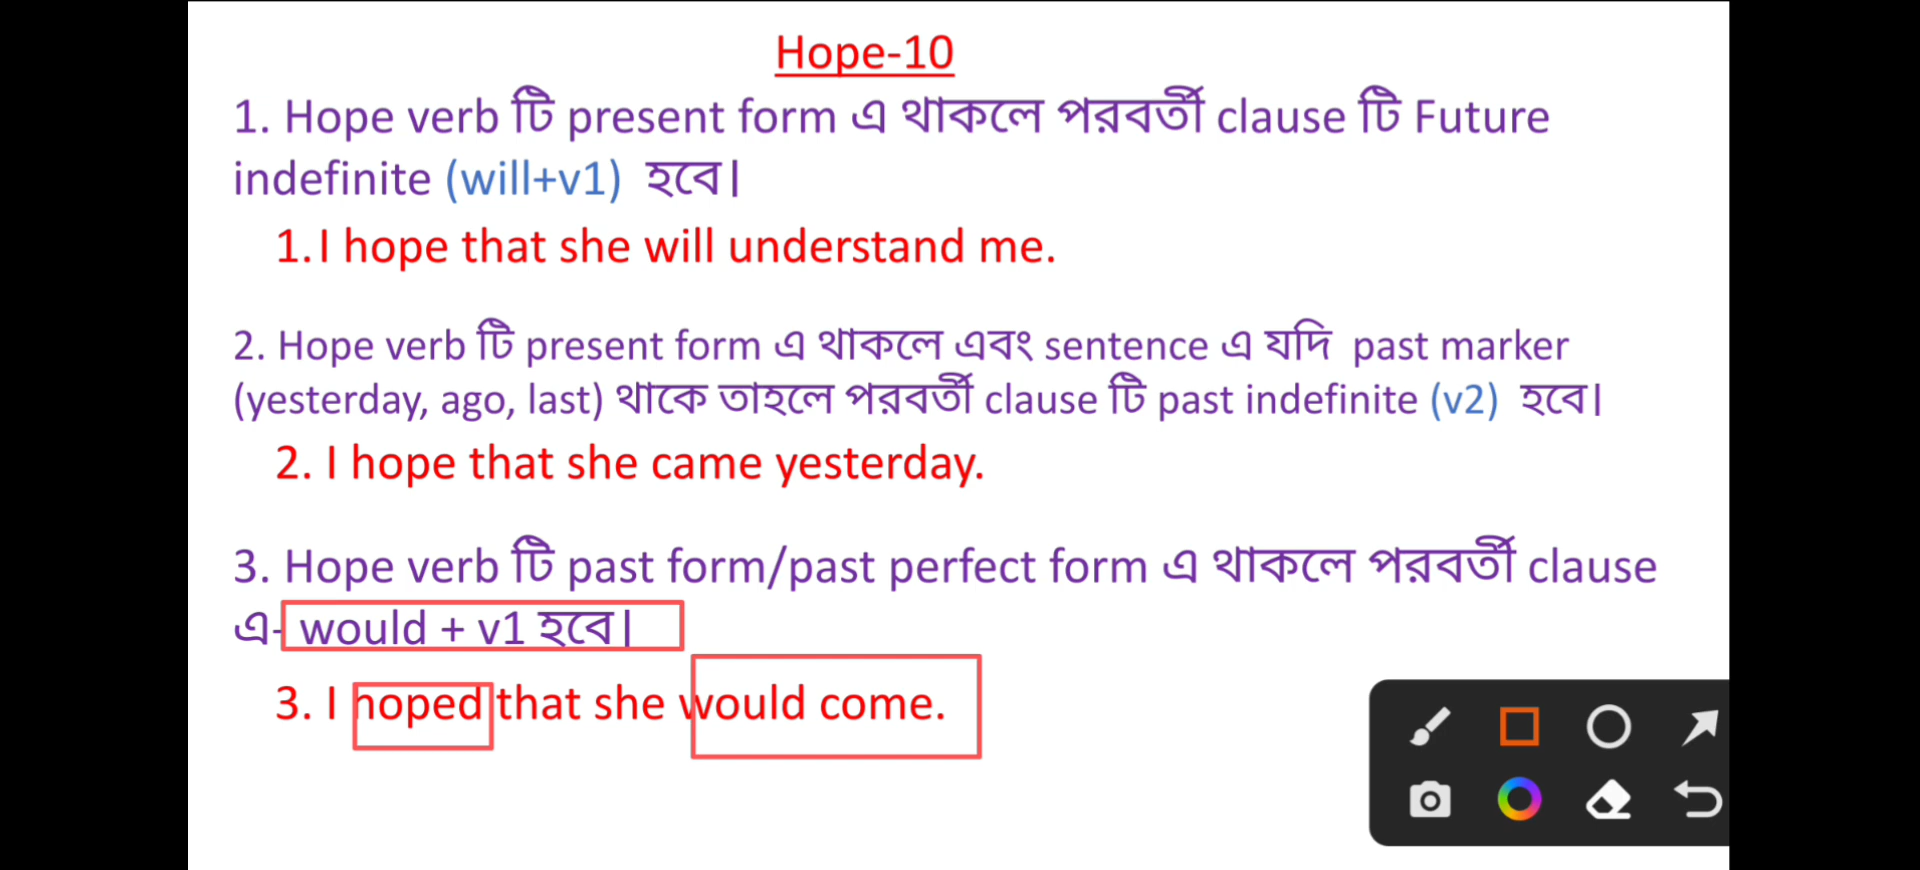 Hope-10
1. Hope verb টি present form এ থাকলে পরবর্তী clause টি Future
indefinite (will+v1) হবে।
1. I hope that she will understand me.
2. Hope verb টি present form এ থাকলে এবং sentence এ যদি past marker
(yesterday, ago, last) থাকে তাহলে পরবর্তী clause টি past indefinite (v2) হবে।
2. I hope that she came yesterday.
3. Hope verb টি past form/past perfect form এ থাকলে পরবর্তী clause
এ- would + v1 হবে।
3. I hoped that she would come.